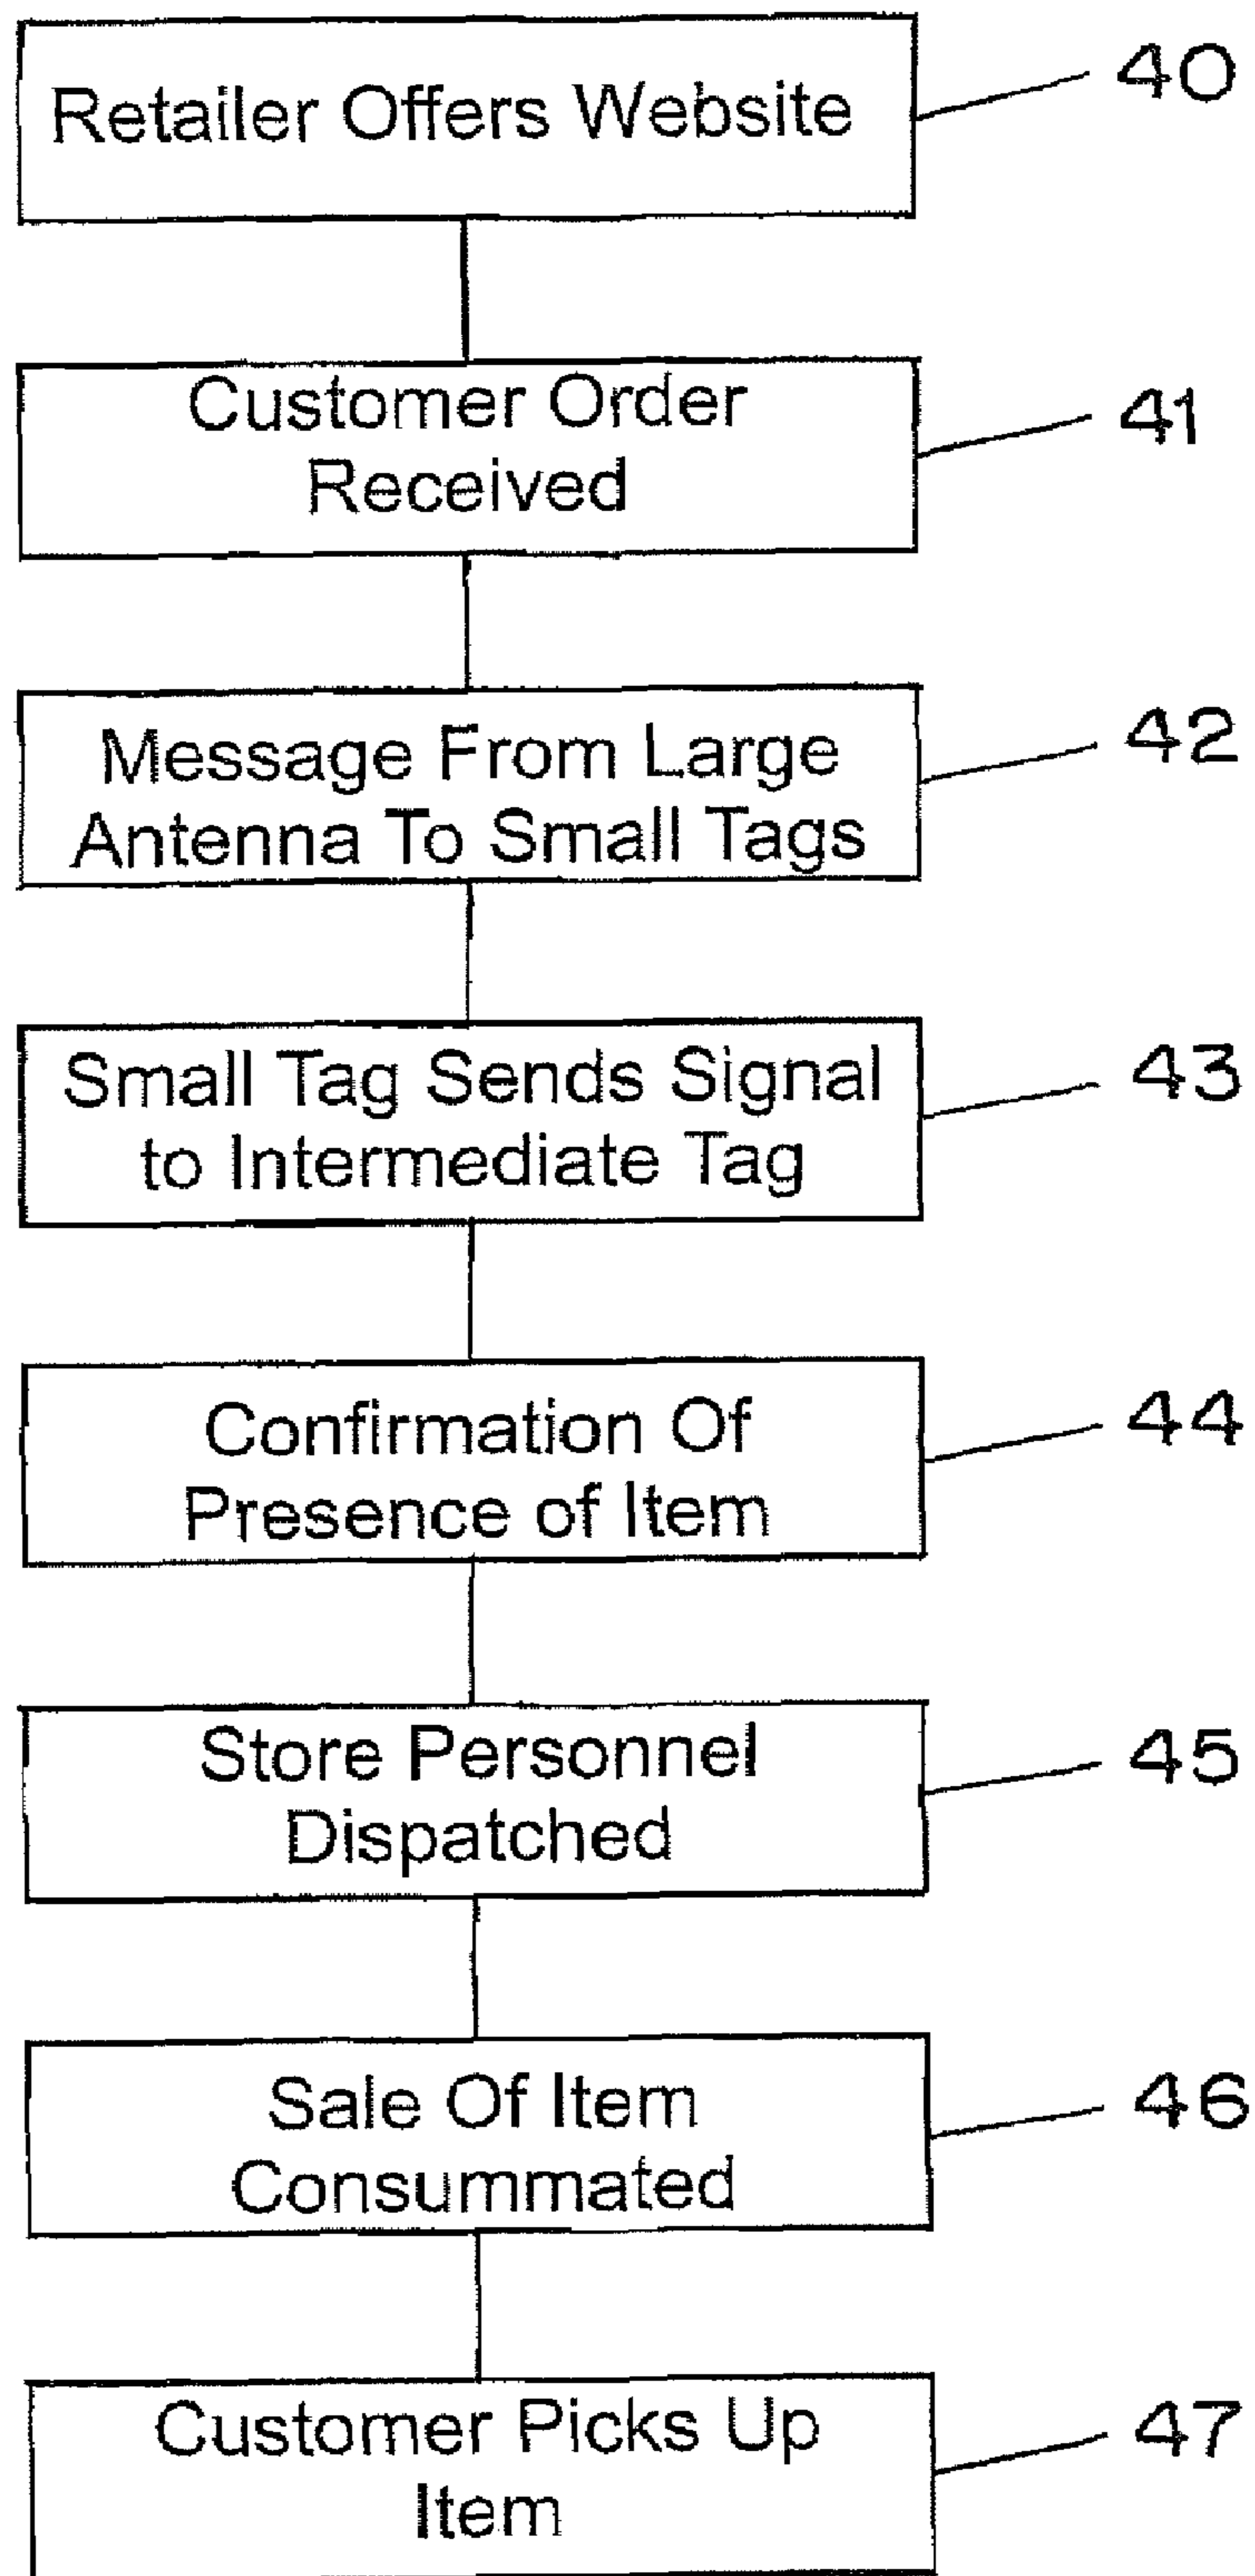 Retailer Offers Website
40
Customer Order
Received
41
Message From Large
Antenna To Small Tags
42
Small Tag Sends Signal
to Intermediate Tag
43
Confirmation Of
Presence of Item
44
Store Personnel
Dispatched
45
Sale Of Item
Consummated
46
Customer Picks Up
Item
47